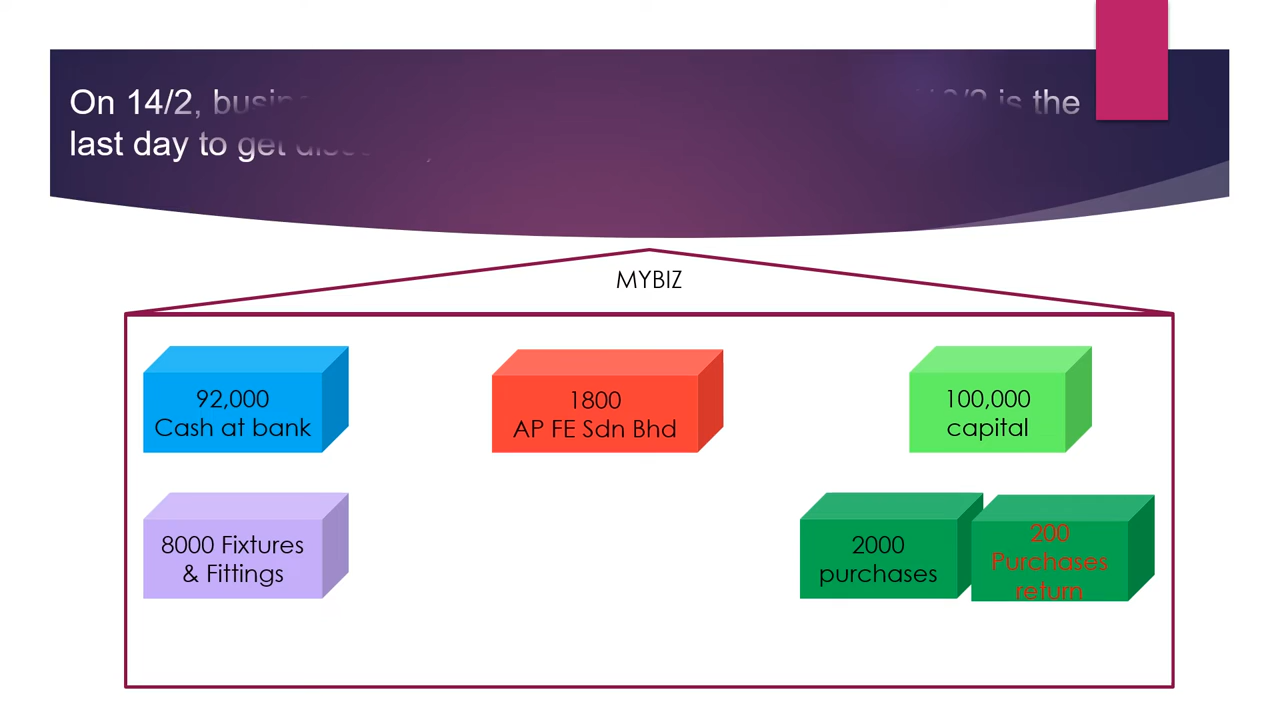 On 14/2, is the
last day to get
MYBIZ
92,000
Cash at bank
1800
AP FE Sdn Bhd
100,000
capital
8000 Fixtures
& Fittings
2000
purchases
200
Purchases
return